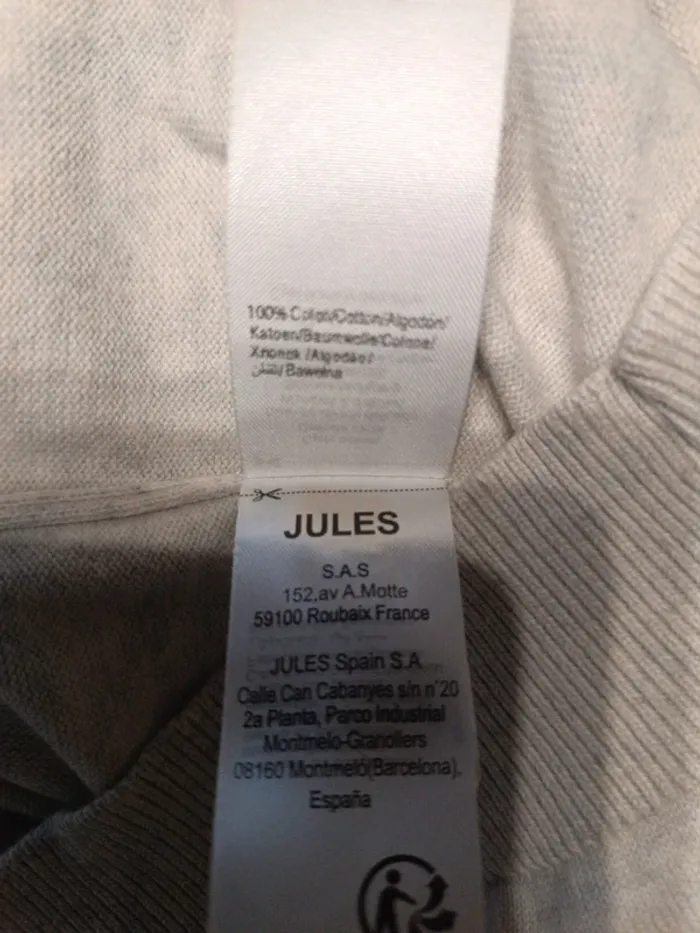 100% Coton/Cotton/Algodón/
Katoen/Baumwolle/Cotone/
Хлопок /Algodão/
قطن/ Bawełna
JULES
S.A.S
152,av A.Motte
59100 Roubaix France
JULES Spain S.A
Calle Can Cabanyes s/n n°20
2a Planta, Parco Industrial
Montmelo-Granollers
08160 Montmeló(Barcelona),
España